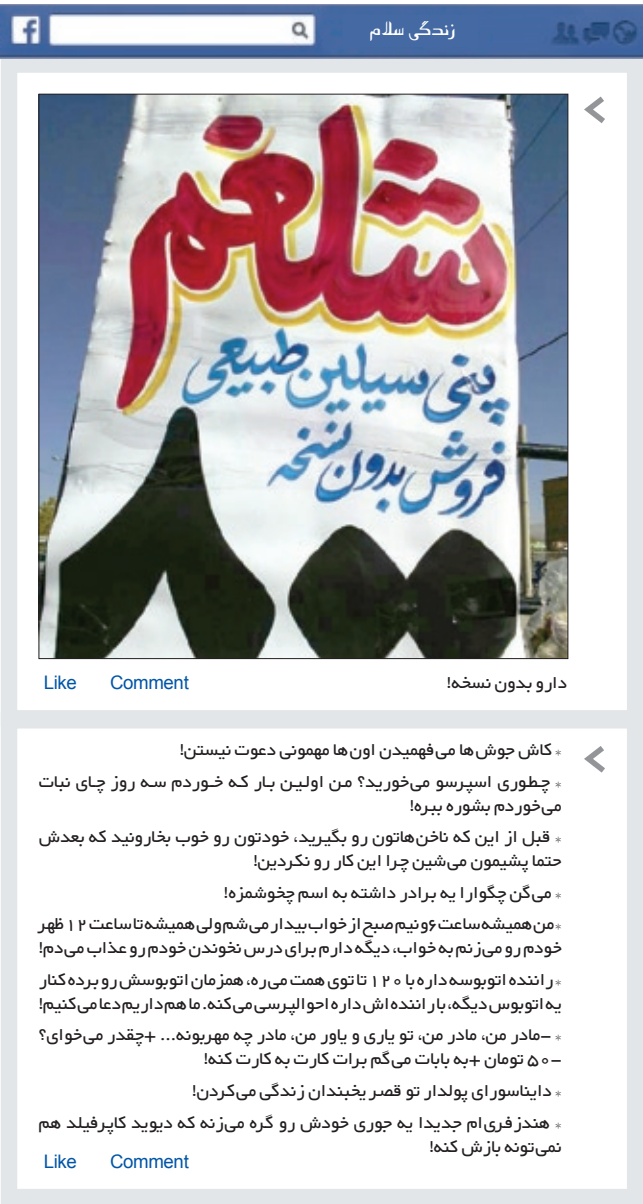 زندگی سلام
شلغم
پنی سیلین طبیعی
فروش بدون نسخه
۸۰۰
دارو بدون نسخه!
Like Comment
* کاش جوش‌ها می‌فهمیدن اون‌ها مهمونی دعوت نیستن!
* چطوری اسپرسو می‌خورید؟ من اولین بار که خوردم سه روز چای نبات
می‌خوردم بشوره ببره!
* قبل از این که ناخن‌هاتون رو بگیرید، خودتون رو خوب بخارونید که بعدش
حتما پشیمون می‌شین چرا این کار رو نکردین!
* می‌گن چگوارا یه برادر داشته به اسم چخوشمزه!
* من همیشه ساعت ۶ونیم صبح از خواب بیدار می‌شم ولی همیشه تا ساعت ۱۲ ظهر
خودم رو می‌زنم به خواب، دیگه دارم برای درس نخوندن خودم رو عذاب می‌دم!
* راننده اتوبوسه داره با ۱۲۰ تا توی همت می‌ره، همزمان اتوبوسش رو برده کنار
یه اتوبوس دیگه، با راننده‌اش داره احوالپرسی می‌کنه. ما هم داریم دعا می‌کنیم!
* -مادر من، مادر من، تو یاری و یاور من، مادر چه مهربونه... +چقدر می‌خوای؟
-۵۰ تومان +به بابات می‌گم برات کارت به کارت کنه!
* دایناسورای پولدار تو قصر یخبندان زندگی می‌کردن!
* هندزفری‌ام جدیدا یه جوری خودش رو گره می‌زنه که دیوید کاپرفیلد هم
نمی‌تونه بازش کنه!
Like Comment